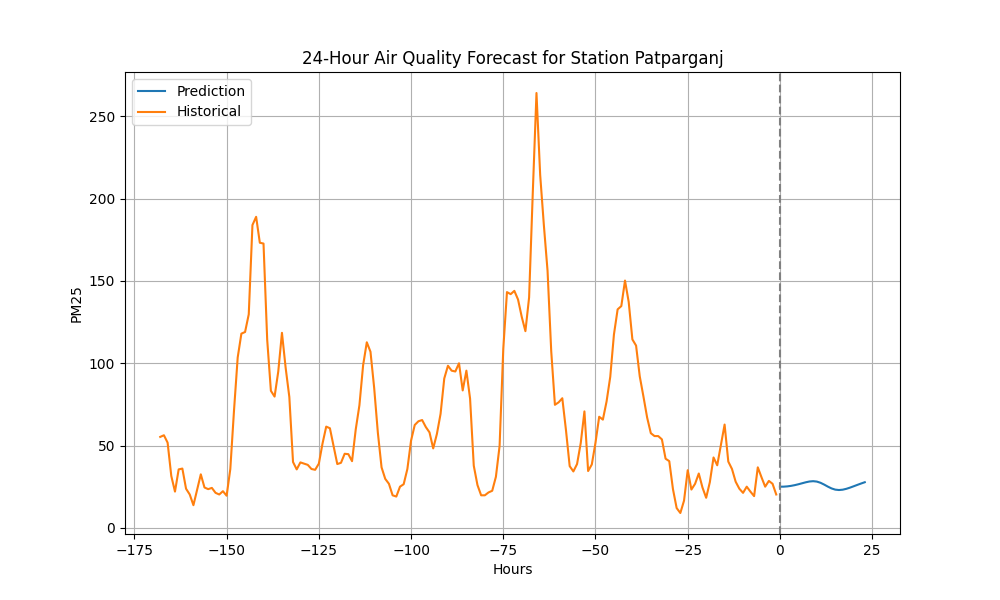 24-Hour Air Quality Forecast for Station Patparganj
Prediction
Historical
PM25
250
200
150
100
50
0
−175 −150 −125 −100 −75 −50 −25 0 25
Hours